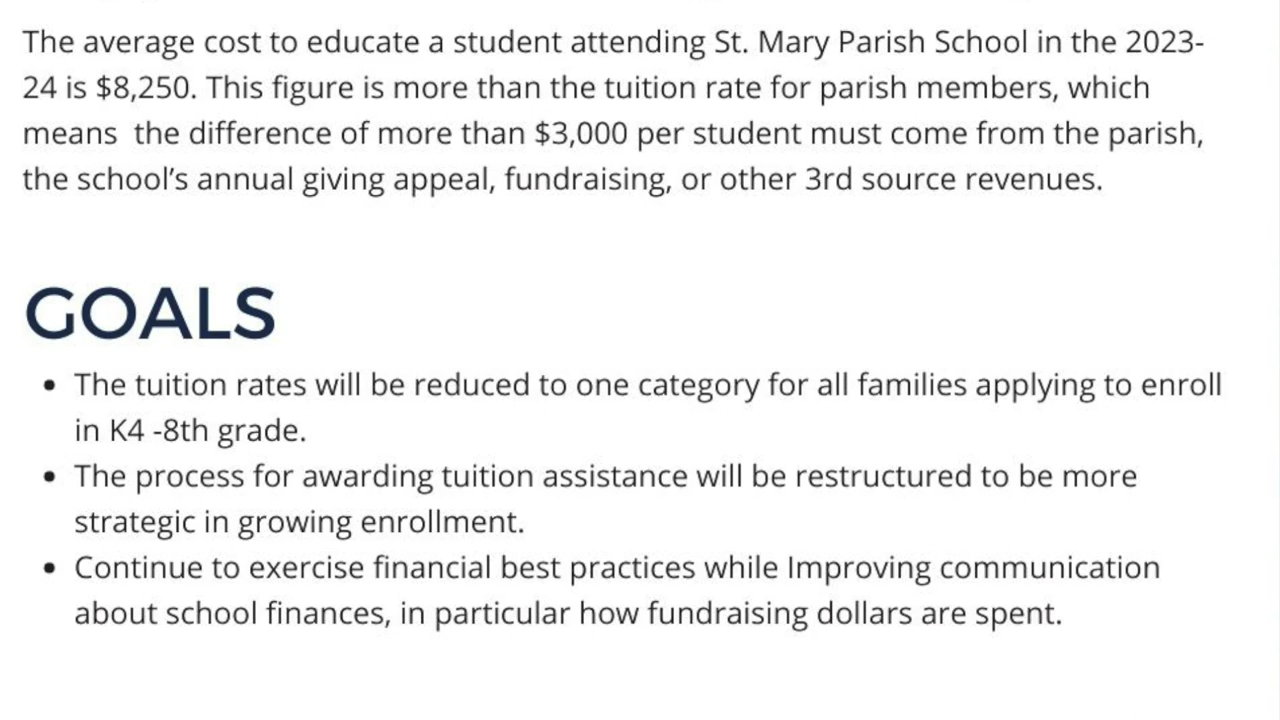 The average cost to educate a student attending St. Mary Parish School in the 2023-
24 is $8,250. This figure is more than the tuition rate for parish members, which
means  the difference of more than $3,000 per student must come from the parish,
the school’s annual giving appeal, fundraising, or other 3rd source revenues.
GOALS
• The tuition rates will be reduced to one category for all families applying to enroll
in K4 -8th grade.
• The process for awarding tuition assistance will be restructured to be more
strategic in growing enrollment.
• Continue to exercise financial best practices while Improving communication
about school finances, in particular how fundraising dollars are spent.